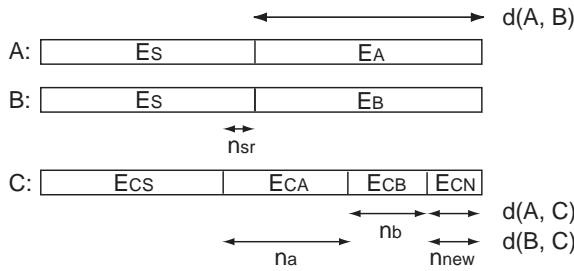 d(A, B)
A: ES EA
B: ES EB
nsr
C: ECS ECA ECB ECN
nb d(A, C)
na nnew d(B, C)